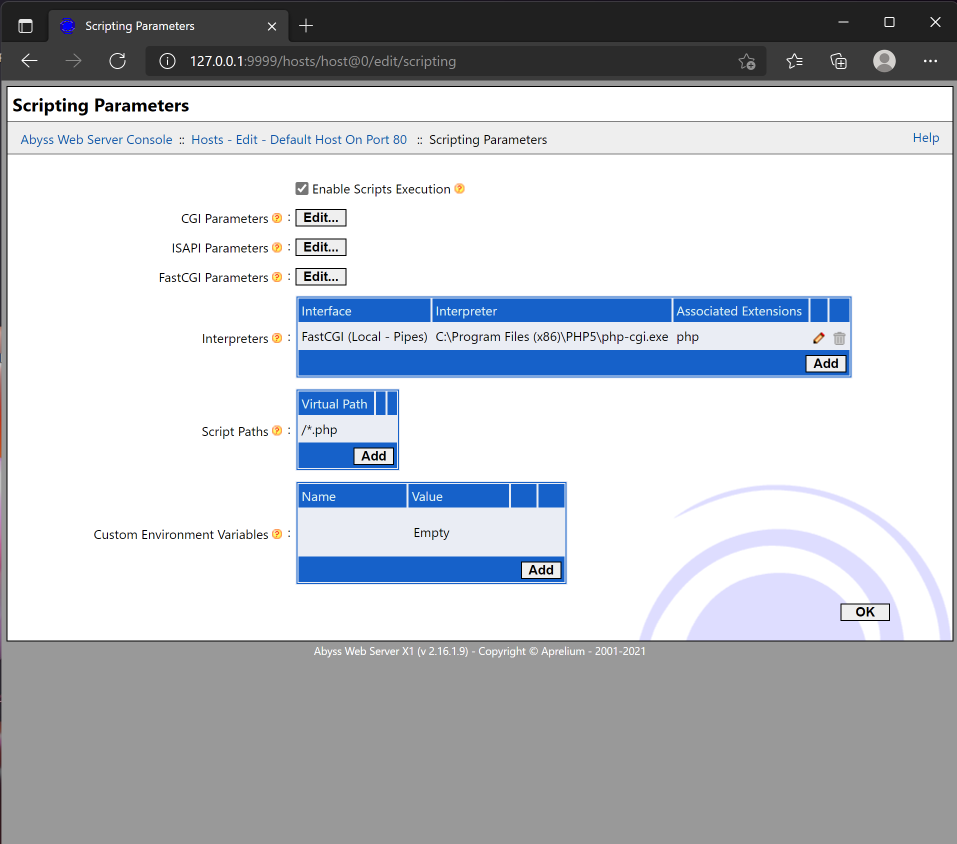 Scripting Parameters
127.0.0.1:9999/hosts/host@0/edit/scripting
Scripting Parameters
Abyss Web Server Console :: Hosts - Edit - Default Host On Port 80 :: Scripting Parameters Help
Enable Scripts Execution ?
CGI Parameters ? : Edit...
ISAPI Parameters ? : Edit...
FastCGI Parameters ? : Edit...
Interface Interpreter Associated Extensions
Interpreters ? : FastCGI (Local - Pipes) C:\Program Files (x86)\PHP5\php-cgi.exe php
Add
Virtual Path
Script Paths ? : /*.php
Add
Name Value
Custom Environment Variables ? : Empty
Add
OK
Abyss Web Server X1 (v 2.16.1.9) - Copyright © Aprelium - 2001-2021